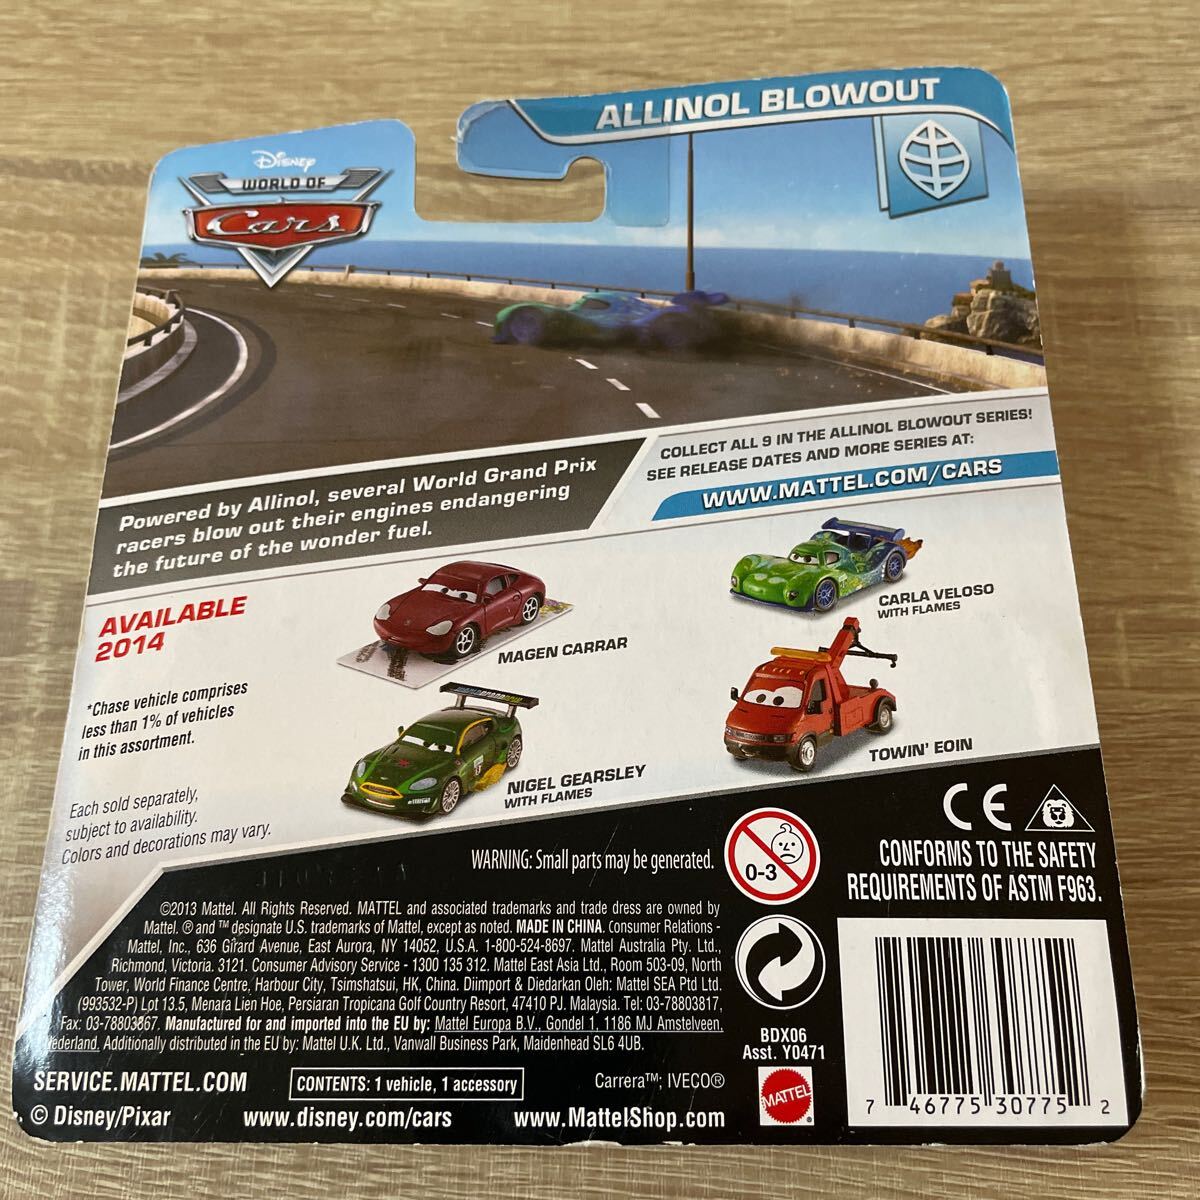 ALLINOL BLOWOUT
Disney
WORLD OF
Cars
COLLECT ALL 9 IN THE ALLINOL BLOWOUT SERIES!
SEE RELEASE DATES AND MORE SERIES AT:
WWW.MATTEL.COM/CARS
Powered by Allinol, several World Grand Prix
racers blow out their engines endangering
the future of the wonder fuel.
AVAILABLE
2014
MAGEN CARRAR
CARLA VELOSO
WITH FLAMES
*Chase vehicle comprises
less than 1% of vehicles
in this assortment.
NIGEL GEARSLEY
WITH FLAMES
TOWIN' EOIN
Each sold separately,
subject to availability.
Colors and decorations may vary.
WARNING: Small parts may be generated.
0-3
CE
CONFORMS TO THE SAFETY
REQUIREMENTS OF ASTM F963.
©2013 Mattel. All Rights Reserved. MATTEL and associated trademarks and trade dress are owned by
Mattel. ® and ™ designate U.S. trademarks of Mattel, except as noted. MADE IN CHINA. Consumer Relations -
Mattel, Inc., 636 Girard Avenue, East Aurora, NY 14052, U.S.A. 1-800-524-8697. Mattel Australia Pty. Ltd.,
Richmond, Victoria. 3121. Consumer Advisory Service - 1300 135 312. Mattel East Asia Ltd., Room 503-09, North
Tower, World Finance Centre, Harbour City, Tsimshatsui, HK, China. Diimport & Diedarkan Oleh: Mattel SEA Ptd Ltd.
(993532-P) Lot 13.5, Menara Lien Hoe, Persiaran Tropicana Golf Country Resort, 47410 PJ. Malaysia. Tel: 03-78803817,
Fax: 03-78803867. Manufactured for and imported into the EU by: Mattel Europa B.V., Gondel 1, 1186 MJ Amstelveen,
Nederland. Additionally distributed in the EU by: Mattel U.K. Ltd., Vanwall Business Park, Maidenhead SL6 4UB.
BDX06
Asst. Y0471
SERVICE.MATTEL.COM
CONTENTS: 1 vehicle, 1 accessory
Carrera™; IVECO®
MATTEL
© Disney/Pixar
www.disney.com/cars
www.MattelShop.com
7 46775 30775 2